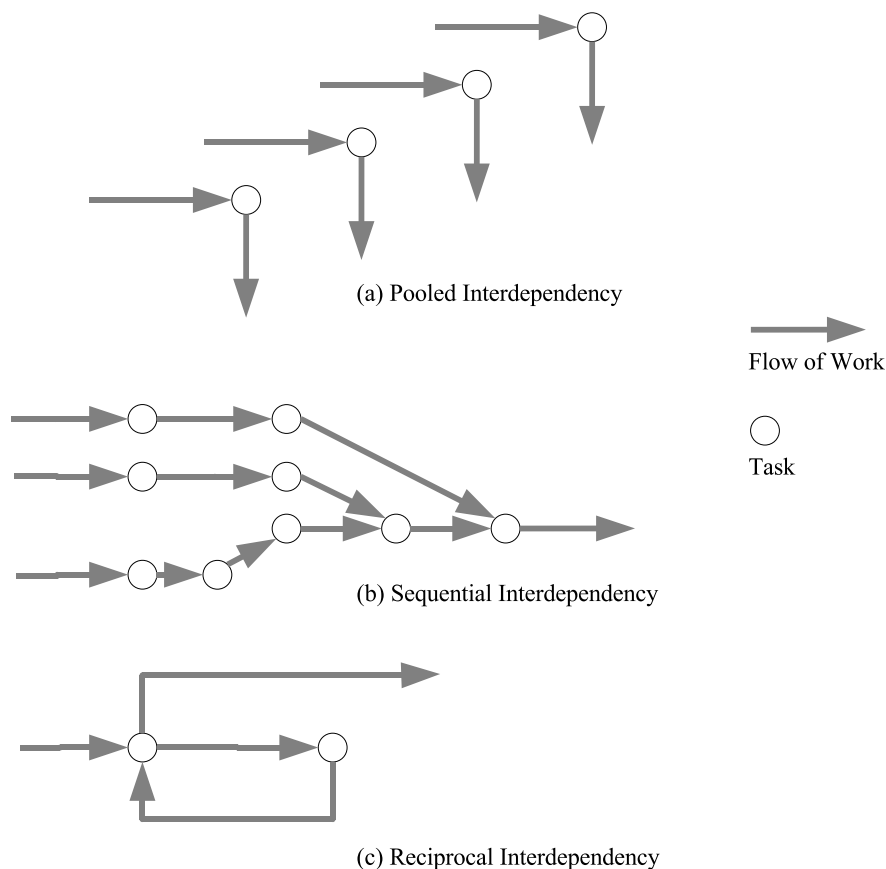 (a) Pooled Interdependency
Flow of Work
Task
(b) Sequential Interdependency
(c) Reciprocal Interdependency